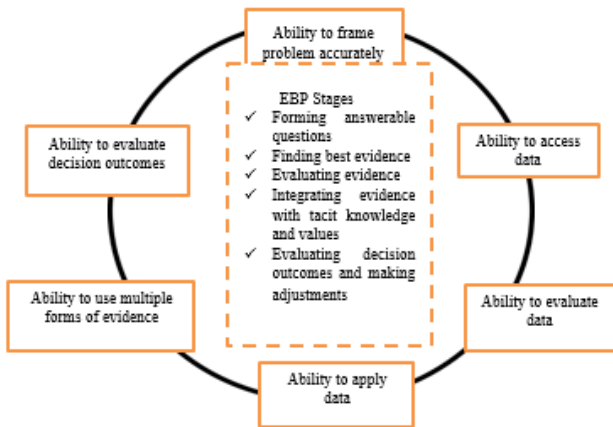 Ability to frame
problem accurately
EBP Stages
✓ Forming answerable
questions
✓ Finding best evidence
✓ Evaluating evidence
✓ Integrating evidence
with tacit knowledge
and values
✓ Evaluating decision
outcomes and making
adjustments
Ability to access
data
Ability to evaluate
data
Ability to apply
data
Ability to use multiple
forms of evidence
Ability to evaluate
decision outcomes